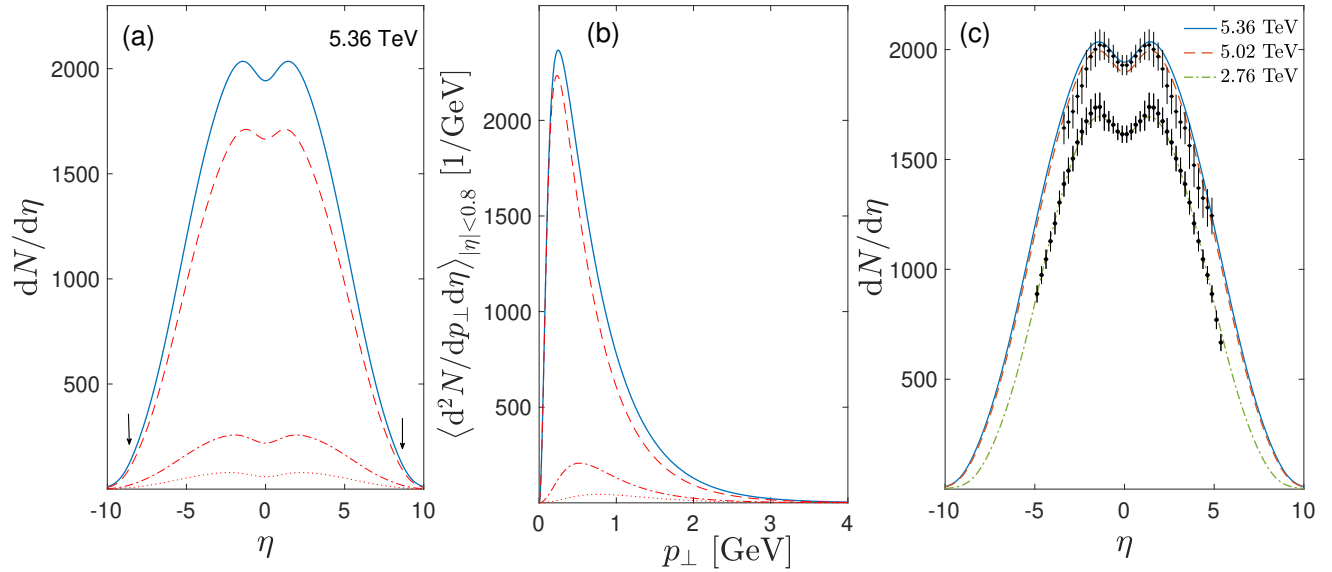 (a)
5.36 TeV
dN/dη
2000
1500
1000
500
-10 -5 0 5 10
η
(b)
⟨d²N/dp⊥dη⟩|η|<0.8 [1/GeV]
2000
1500
1000
500
0 1 2 3 4
p⊥ [GeV]
(c)
5.36 TeV
5.02 TeV
2.76 TeV
dN/dη
2000
1500
1000
500
-10 -5 0 5 10
η